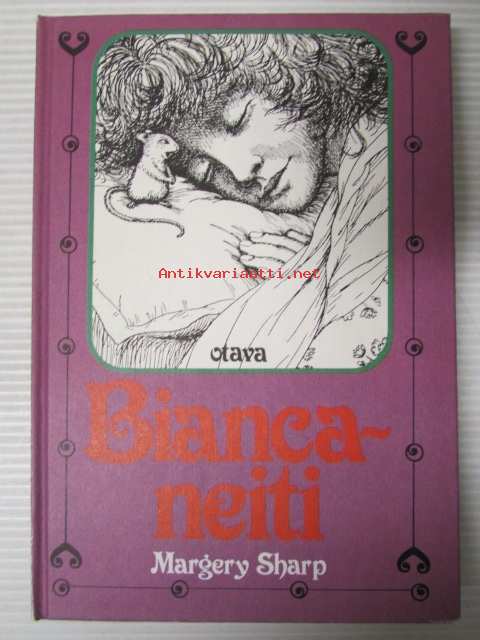 Antikvariaatti.net
otava
Bianca-
neiti
Margery Sharp